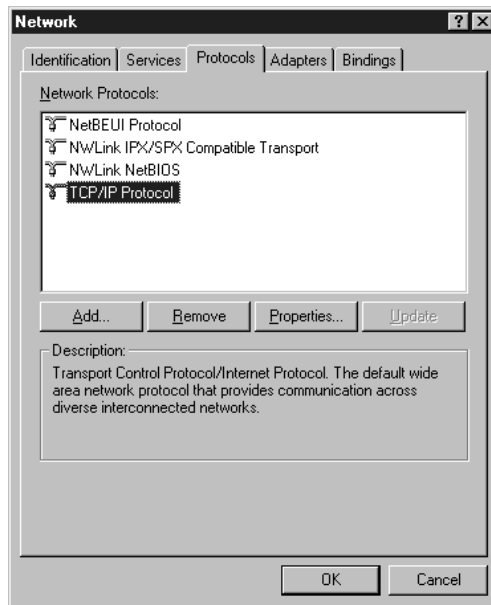 Network
Identification Services Protocols Adapters Bindings
Network Protocols:
NetBEUI Protocol
NWLink IPX/SPX Compatible Transport
NWLink NetBIOS
TCP/IP Protocol
Add... Remove Properties... Update
Description:
Transport Control Protocol/Internet Protocol. The default wide
area network protocol that provides communication across
diverse interconnected networks.
OK Cancel